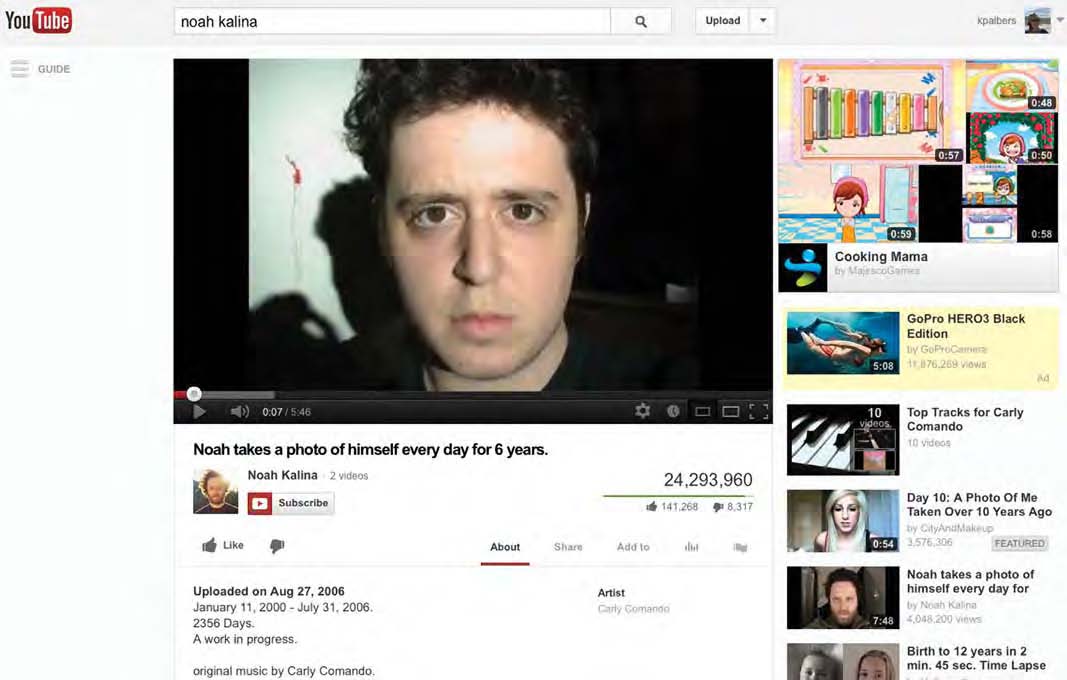 YouTube
noah kalina
Upload
kpalbers
GUIDE
0:07 / 5:46
Noah takes a photo of himself every day for 6 years.
Noah Kalina · 2 videos
Subscribe
24,293,960
141,268 8,317
Like
About Share Add to
Uploaded on Aug 27, 2006
January 11, 2000 - July 31, 2006.
2356 Days.
A work in progress.
original music by Carly Comando.
Artist
Carly Comando
0:57
0:48
0:50
0:59
0:58
Cooking Mama
by MajescoGames
GoPro HERO3 Black
Edition
by GoProCamera
11,876,269 views
Ad
5:08
Top Tracks for Carly
Comando
10 videos
10
videos
Day 10: A Photo Of Me
Taken Over 10 Years Ago
by CityAndMakeup
3,576,306
FEATURED
0:54
Noah takes a photo of
himself every day for
by Noah Kalina
4,048,200 views
7:48
Birth to 12 years in 2
min. 45 sec. Time Lapse